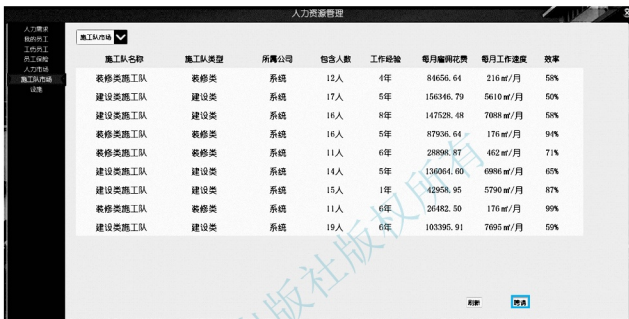 人力资源管理
人力需求
我的员工
工伤员工
员工保险
人力市场
施工队市场
设施
施工队市场
施工队名称 施工队类型 所属公司 包含人数 工作经验 每月雇佣花费 每月工作速度 效率
装修类施工队 装修类 系统 12人 4年 84656.64 216㎡/月 58%
建设类施工队 建设类 系统 17人 5年 156346.79 5610㎡/月 50%
建设类施工队 建设类 系统 16人 8年 147528.48 7088㎡/月 58%
装修类施工队 装修类 系统 16人 5年 87936.64 176㎡/月 94%
装修类施工队 装修类 系统 11人 6年 28898.87 462㎡/月 71%
建设类施工队 建设类 系统 14人 5年 136064.60 6986㎡/月 65%
建设类施工队 建设类 系统 15人 1年 42958.95 5790㎡/月 87%
装修类施工队 装修类 系统 11人 6年 26482.50 176㎡/月 99%
建设类施工队 建设类 系统 19人 6年 103395.91 7695㎡/月 59%
刷新 聘请
出版社版权所有